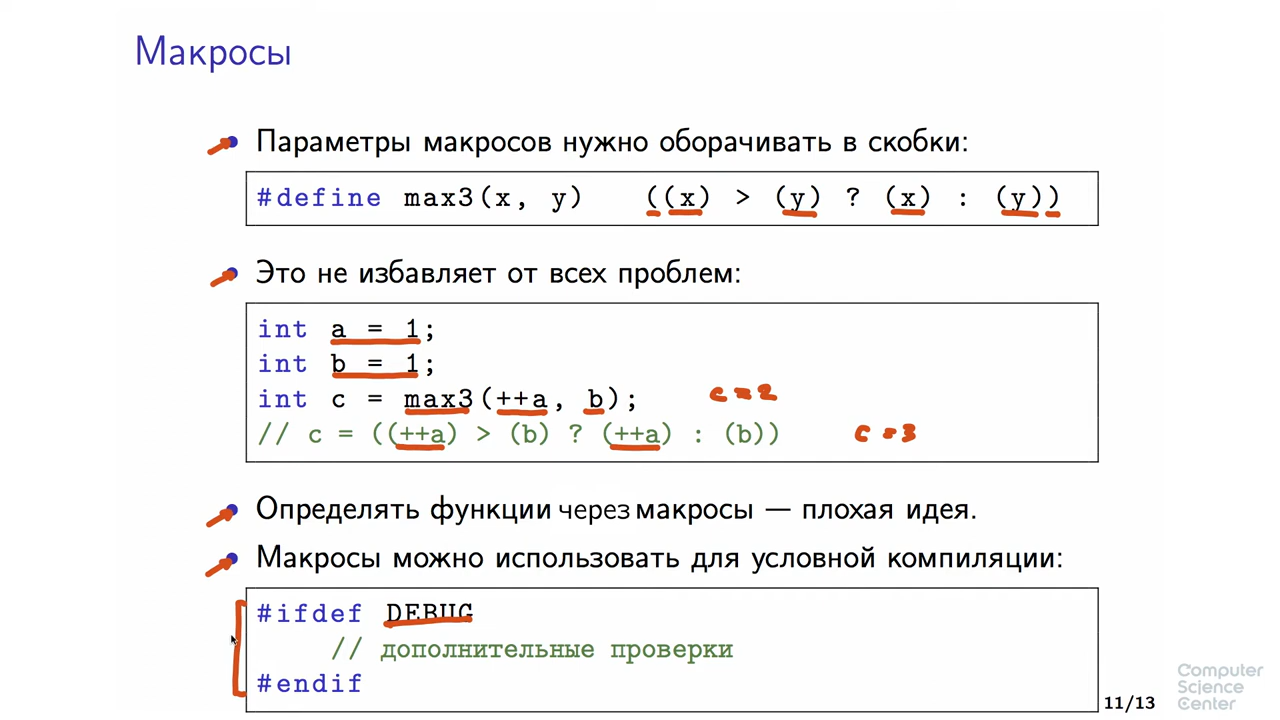 Макросы
Параметры макросов нужно оборачивать в скобки:
#define max3(x, y) ((x) > (y) ? (x) : (y))
Это не избавляет от всех проблем:
int a = 1;
int b = 1;
int c = max3(++a, b); c = 2
// c = ((++a) > (b) ? (++a) : (b)) c = 3
Определять функции через макросы — плохая идея.
Макросы можно использовать для условной компиляции:
#ifdef DEBUG
// дополнительные проверки
#endif
Computer
Science
Center
11/13